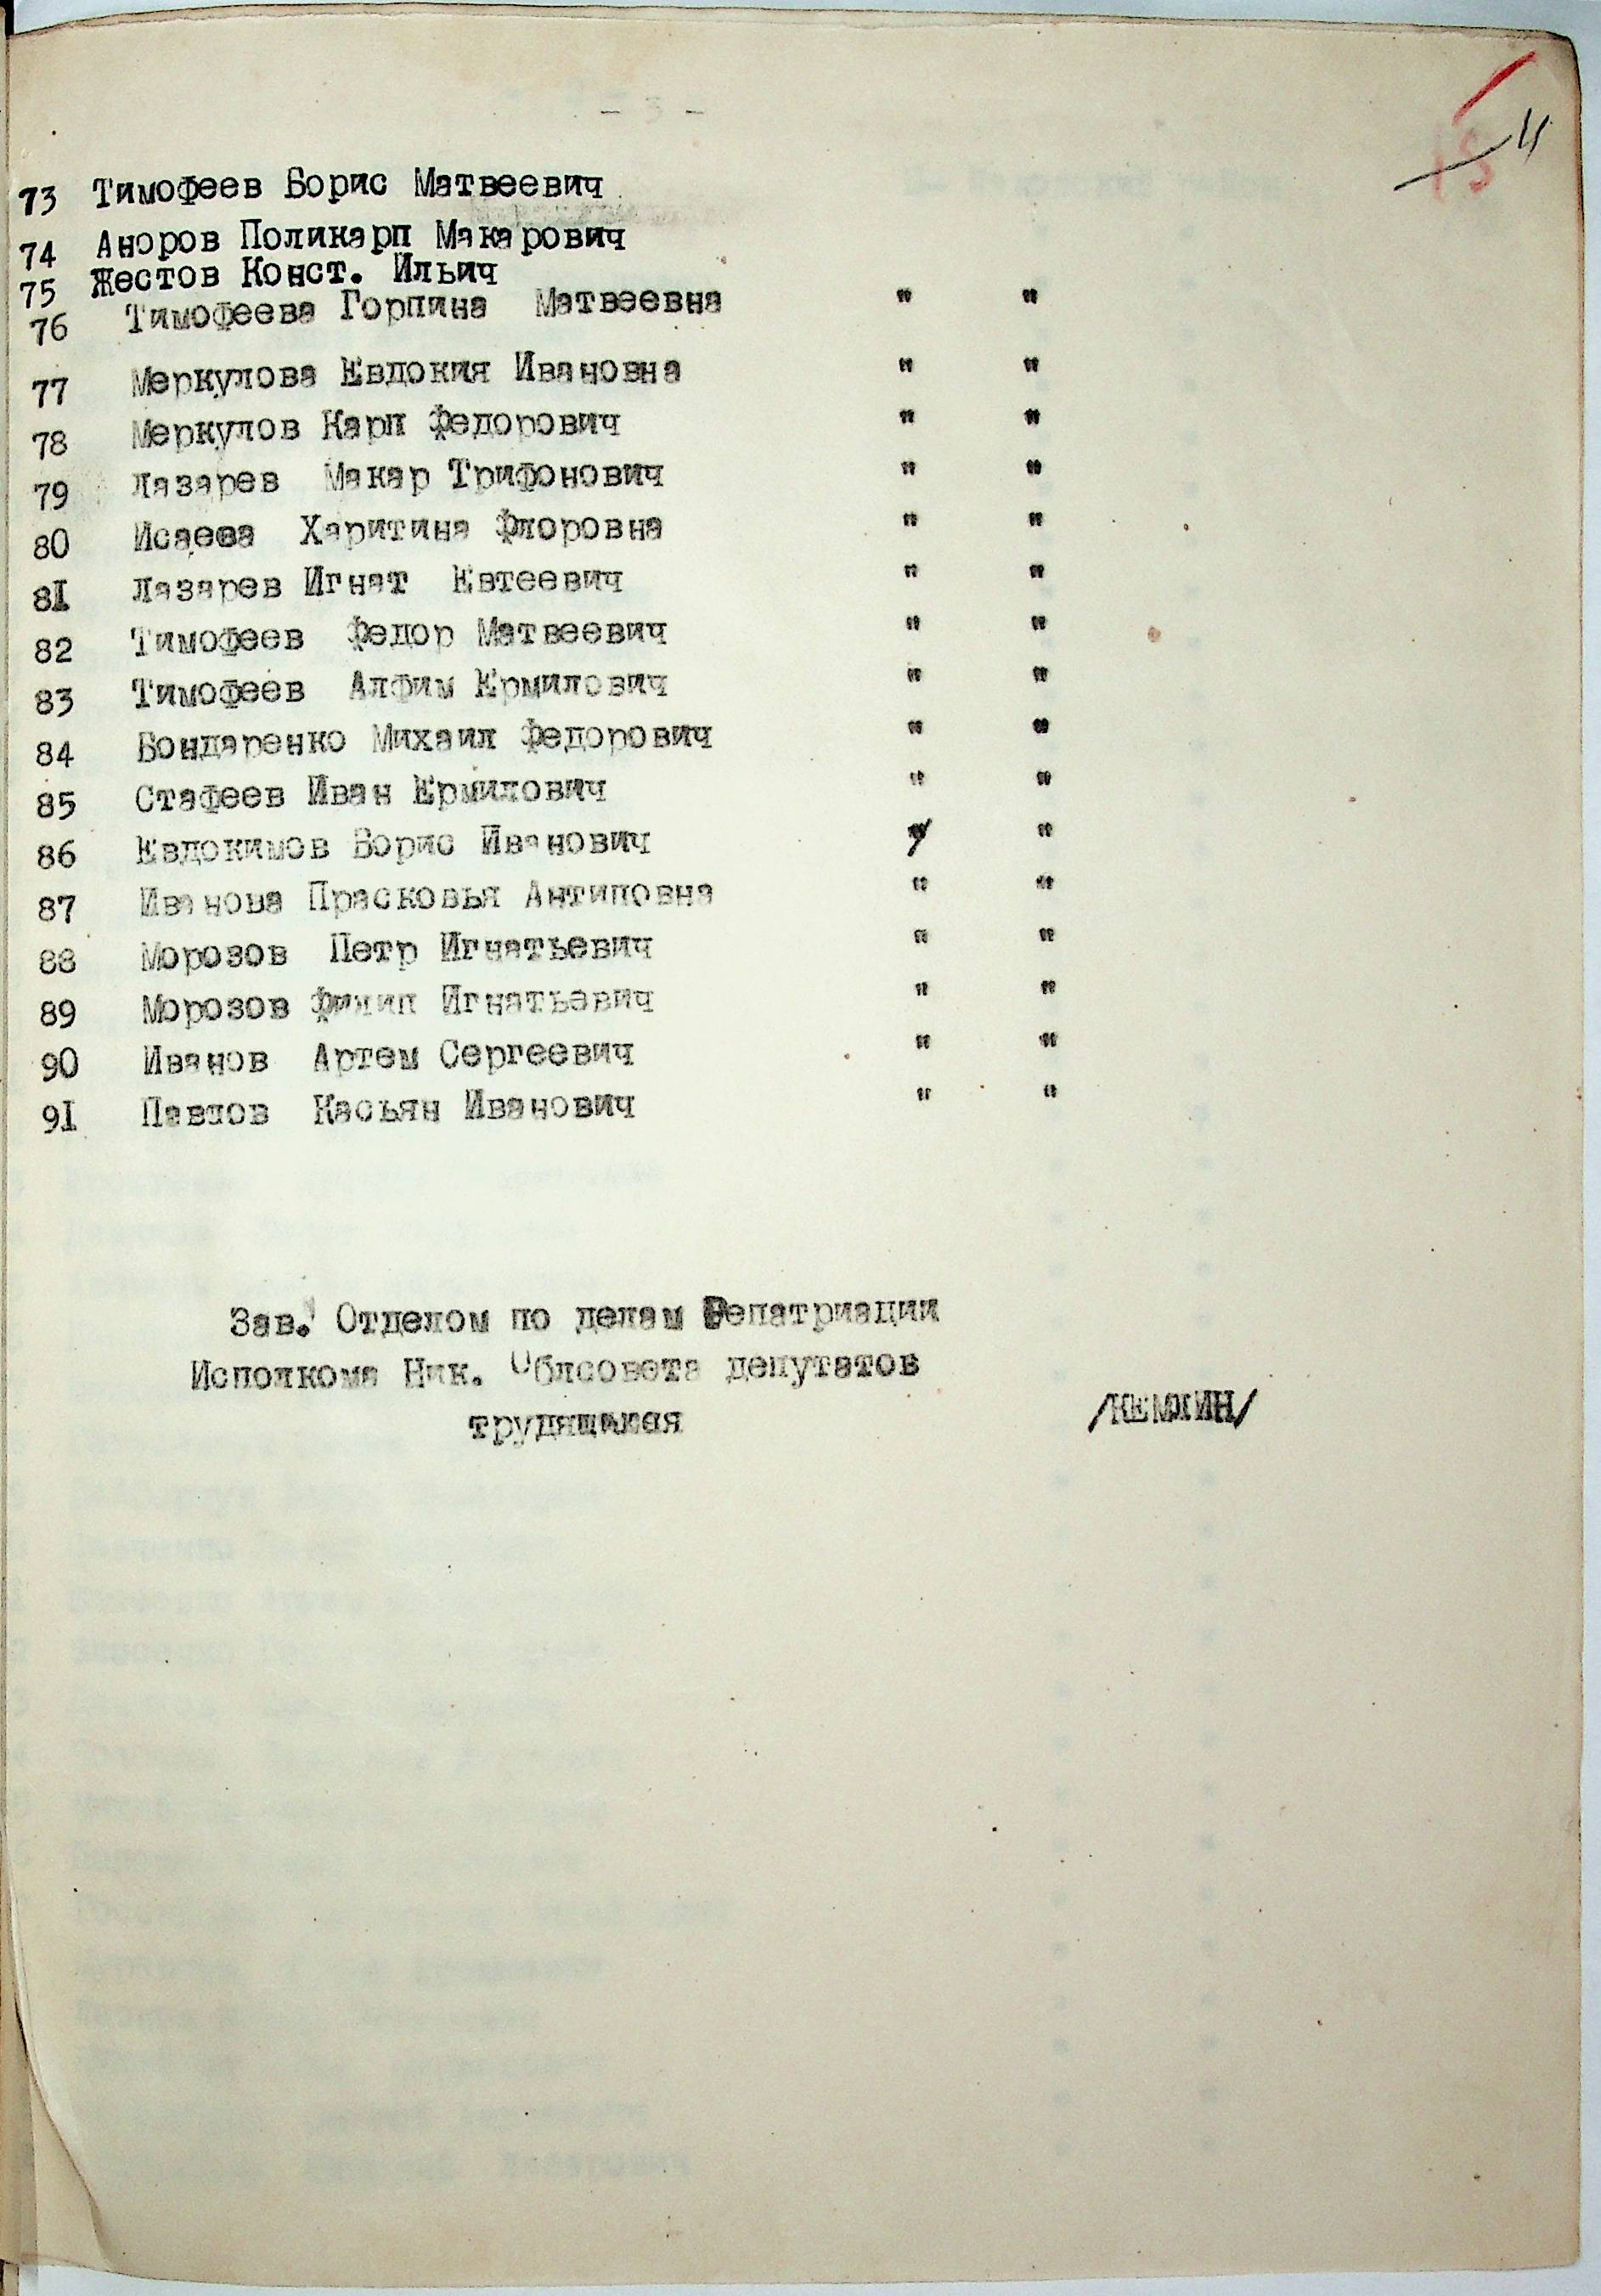 - 3 -
11
73 Тимофеев Борис Матвеевич
74 Аноров Поликарп Макарович
75 Жестов Конст. Ильич
76 Тимофеева Горпина Матвеевна " "
77 Меркулова Евдокия Ивановна " "
78 Меркулов Карп Федорович " "
79 Лазарев Макар Трифонович " "
80 Исаева Харитина Флоровна " "
8I Лазарев Игнат Евтеевич " "
82 Тимофеев Федор Матвеевич " "
83 Тимофеев Алфим Ермилович " "
84 Бондаренко Михаил Федорович " "
85 Стафеев Иван Ермилович " "
86 Евдокимов Борис Иванович " "
87 Иванова Прасковья Антиповна " "
88 Морозов Петр Игнатьевич " "
89 Морозов Филип Игнатьевич " "
90 Иванов Артем Сергеевич " "
9I Павлов Касьян Иванович " "
Зав. Отделом по делам Репатриации
Исполкома Ник. Облсовета депутатов
/КЕМЛИН/